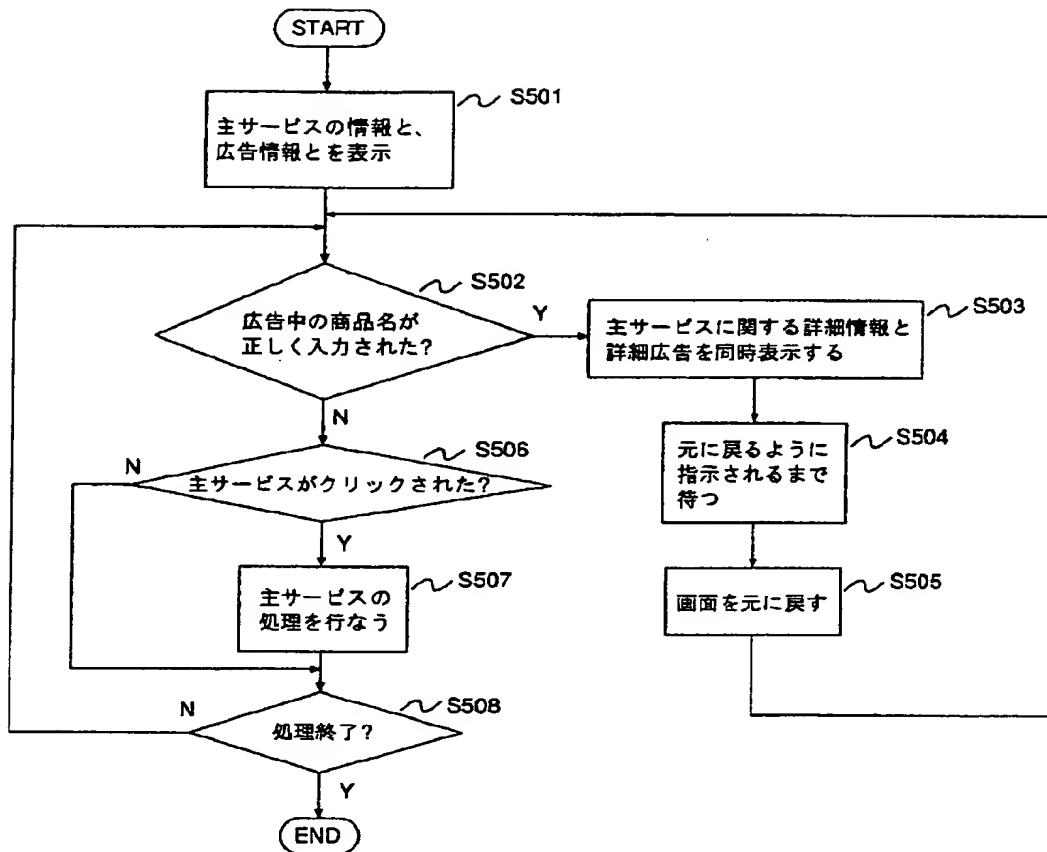 START
S501
主サービスの情報と、
広告情報とを表示
S502
広告中の商品名が
正しく入力された?
Y
S503
主サービスに関する詳細情報と
詳細広告を同時表示する
N
S504
元に戻るように
指示されるまで
待つ
S506
N
主サービスがクリックされた?
Y
S505
画面を元に戻す
S507
主サービスの
処理を行なう
S508
N
処理終了?
Y
END